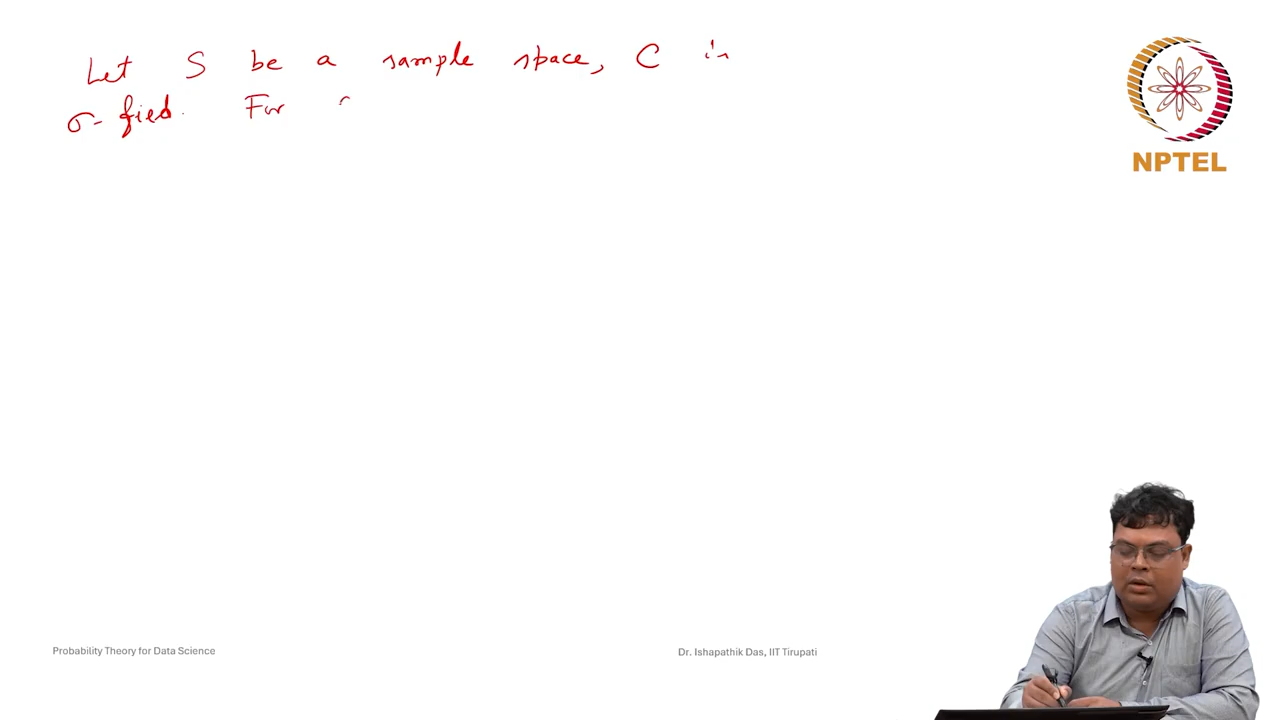 Let S be a sample space, C is
σ-fied. For
NPTEL
Probability Theory for Data Science
Dr. Ishapathik Das, IIT Tirupati